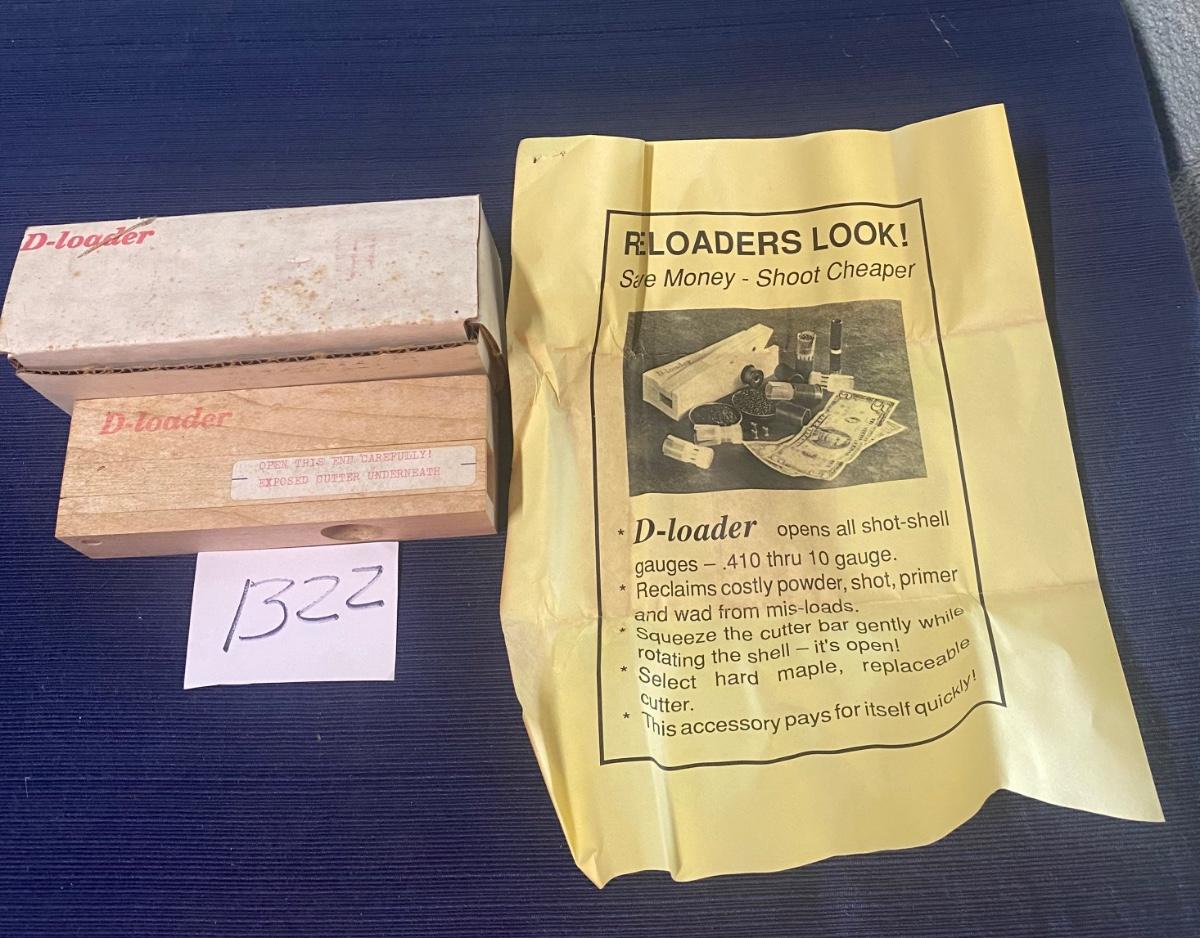 D-loader
D-loader
OPEN THIS END CAREFULLY!
EXPOSED CUTTER UNDERNEATH
1322
RELOADERS LOOK!
Save Money - Shoot Cheaper
D-loader
* D-loader opens all shot-shell
gauges – .410 thru 10 gauge.
* Reclaims costly powder, shot, primer
and wad from mis-loads.
* Squeeze the cutter bar gently while
rotating the shell – it's open!
* Select hard maple, replaceable
cutter.
* This accessory pays for itself quickly!